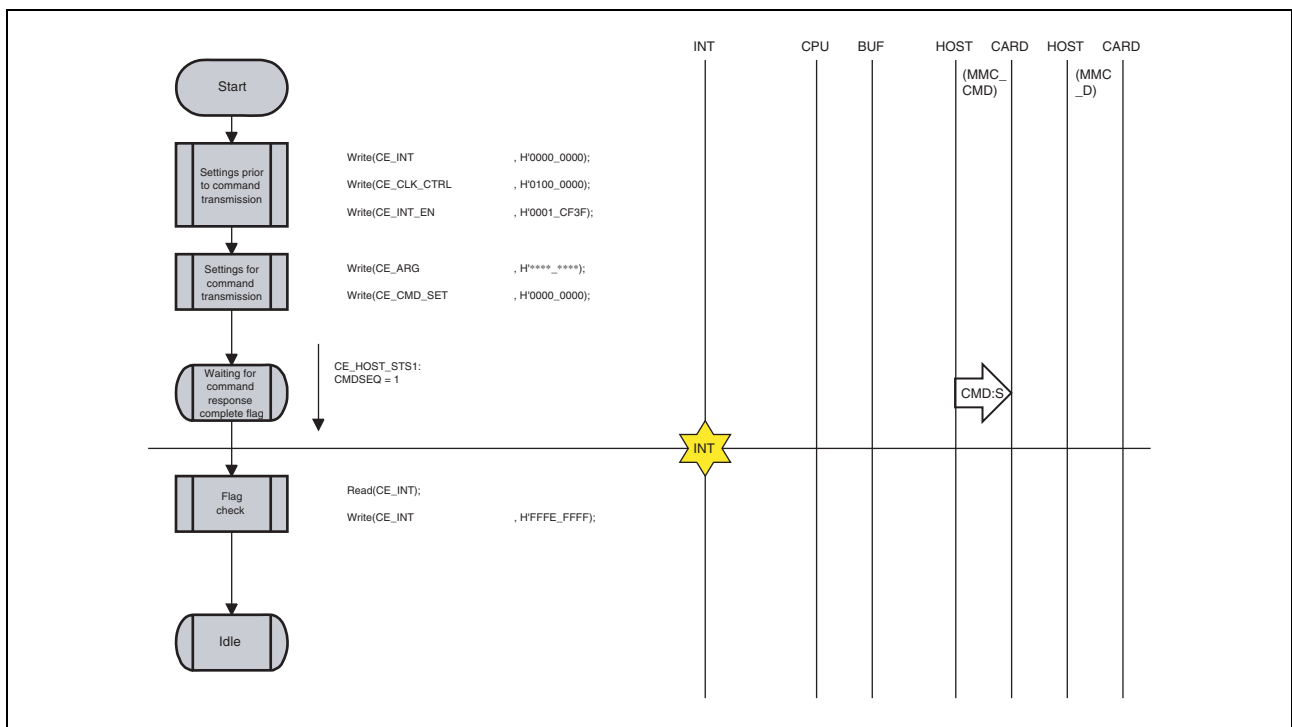 INT CPU BUF HOST CARD HOST CARD
(MMC_
CMD)
(MMC
_D)
Start
Settings prior
to command
transmission
Write(CE_INT , H'0000_0000);
Write(CE_CLK_CTRL , H'0100_0000);
Write(CE_INT_EN , H'0001_CF3F);
Settings for
command
transmission
Write(CE_ARG , H'****_****);
Write(CE_CMD_SET , H'0000_0000);
Waiting for
command
response
complete flag
CE_HOST_STS1:
CMDSEQ = 1
CMD:S
INT
Flag
check
Read(CE_INT);
Write(CE_INT , H'FFFE_FFFF);
Idle